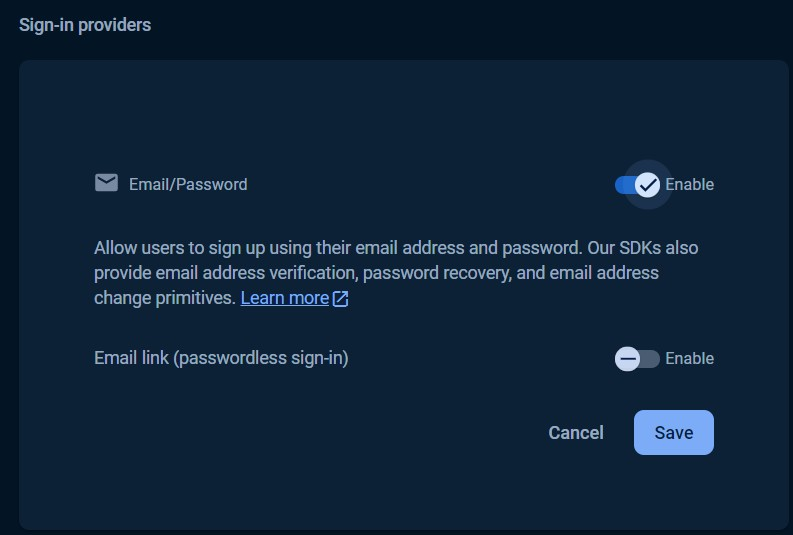 Sign-in providers
Email/Password
Enable
Allow users to sign up using their email address and password. Our SDKs also
provide email address verification, password recovery, and email address
change primitives. Learn more
Email link (passwordless sign-in)
Enable
Cancel
Save